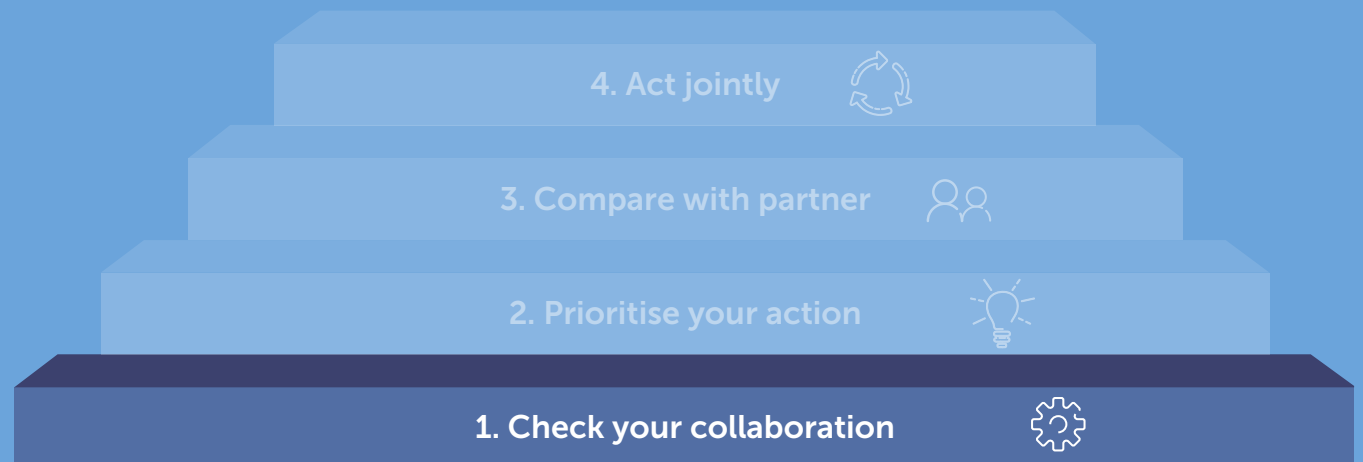 4. Act jointly
3. Compare with partner
2. Prioritise your action
1. Check your collaboration